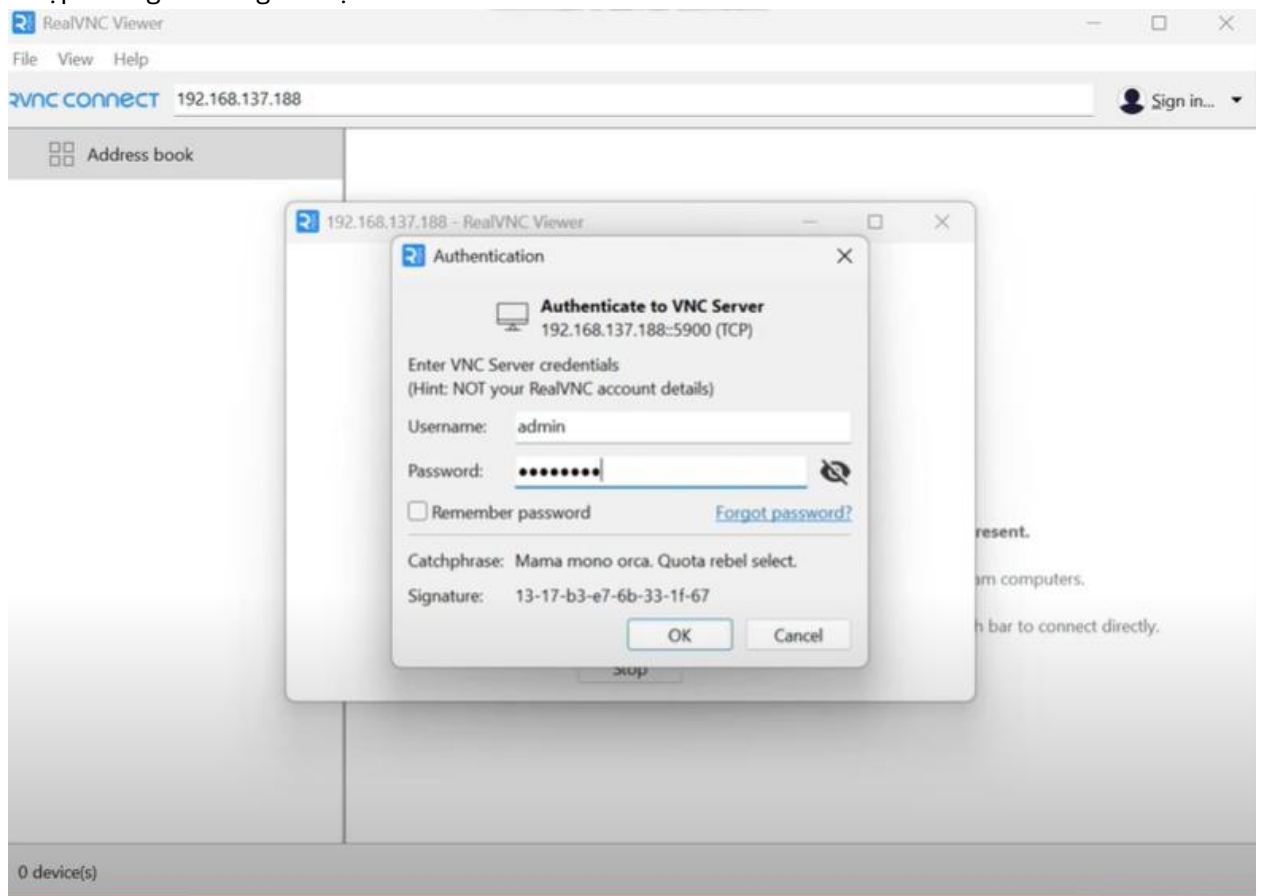 RealVNC Viewer
File View Help
RVNC CONNECT 192.168.137.188 Sign in...
Address book
192.168.137.188 - RealVNC Viewer
Authentication
Authenticate to VNC Server
192.168.137.188::5900 (TCP)
Enter VNC Server credentials
(Hint: NOT your RealVNC account details)
Username: admin
Password: ••••••••
Remember password Forgot password?
resent.
Catchphrase: Mama mono orca. Quota rebel select.
am computers.
Signature: 13-17-b3-e7-6b-33-1f-67
h bar to connect directly.
OK Cancel
Stop
0 device(s)